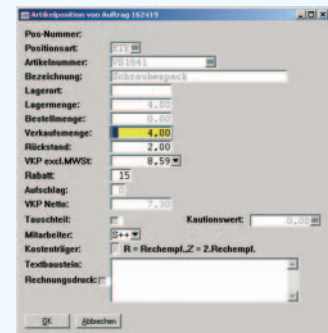 Artikelposition von Auftrag 162419
Pos-Nummer:
Positionsart:
Artikelnummer: VS1041
Bezeichnung: Schraubenpack
Lagerort:
Lagermenge: 4,00
Bestellmenge: 0,00
Verkaufsmenge: 4,00
Rückstand: 2,00
VKP excl.MWSt: 8,59
Rabatt: 15
Aufschlag: 0
VKP Netto: 7,30
Tauschteil: Kautionswert: 0,00
Mitarbeiter: S++
Kostenträger: R = Rechempf.,Z = 2.Rechempf.
Textbaustein:
Rechnungsdruck:
OK Abbrechen